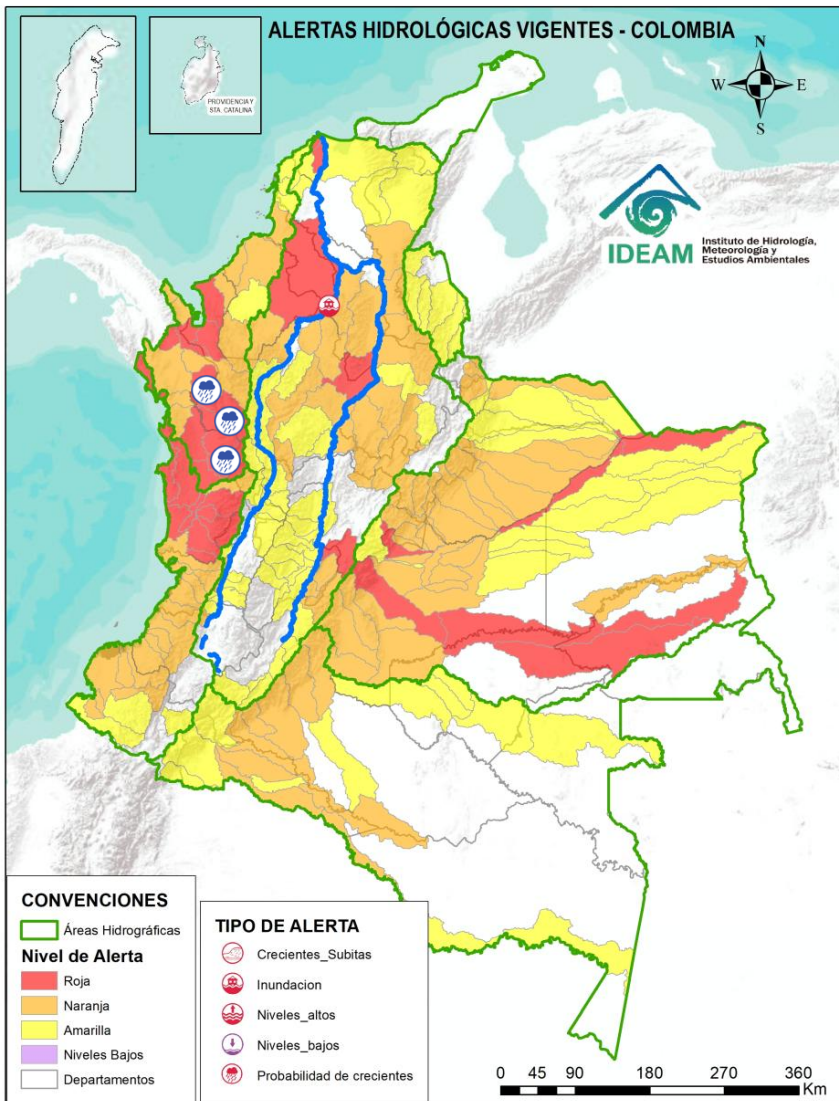 ALERTAS HIDROLÓGICAS VIGENTES - COLOMBIA
PROVIDENCIA Y
STA. CATALINA
N
W
E
S
IDEAM
Instituto de Hidrología,
Meteorología y
Estudios Ambientales
CONVENCIONES
Áreas Hidrográficas
Nivel de Alerta
Roja
Naranja
Amarilla
Niveles Bajos
Departamentos
TIPO DE ALERTA
Crecientes_Subitas
Inundacion
Niveles_altos
Niveles_bajos
Probabilidad de crecientes
0 45 90 180 270 360
Km